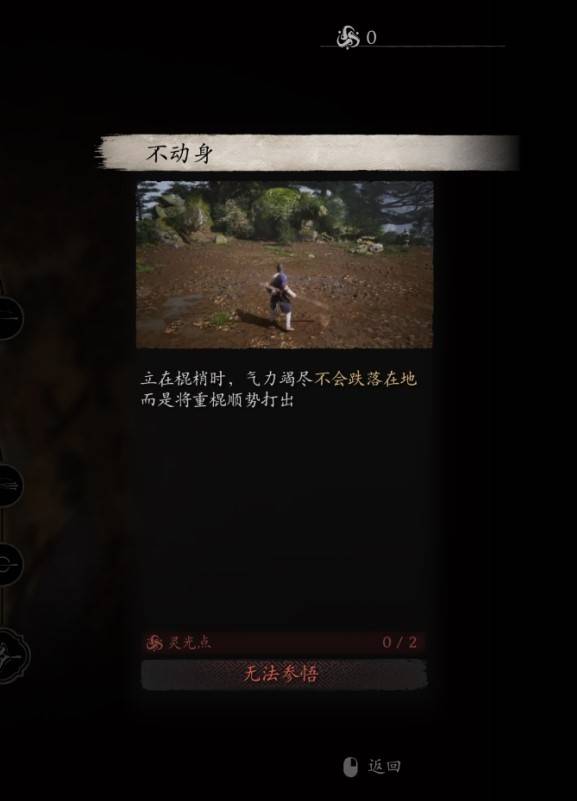 0
不动身
立在棍梢时，气力竭尽不会跌落在地
而是将重棍顺势打出
灵光点 0 / 2
无法参悟
返回